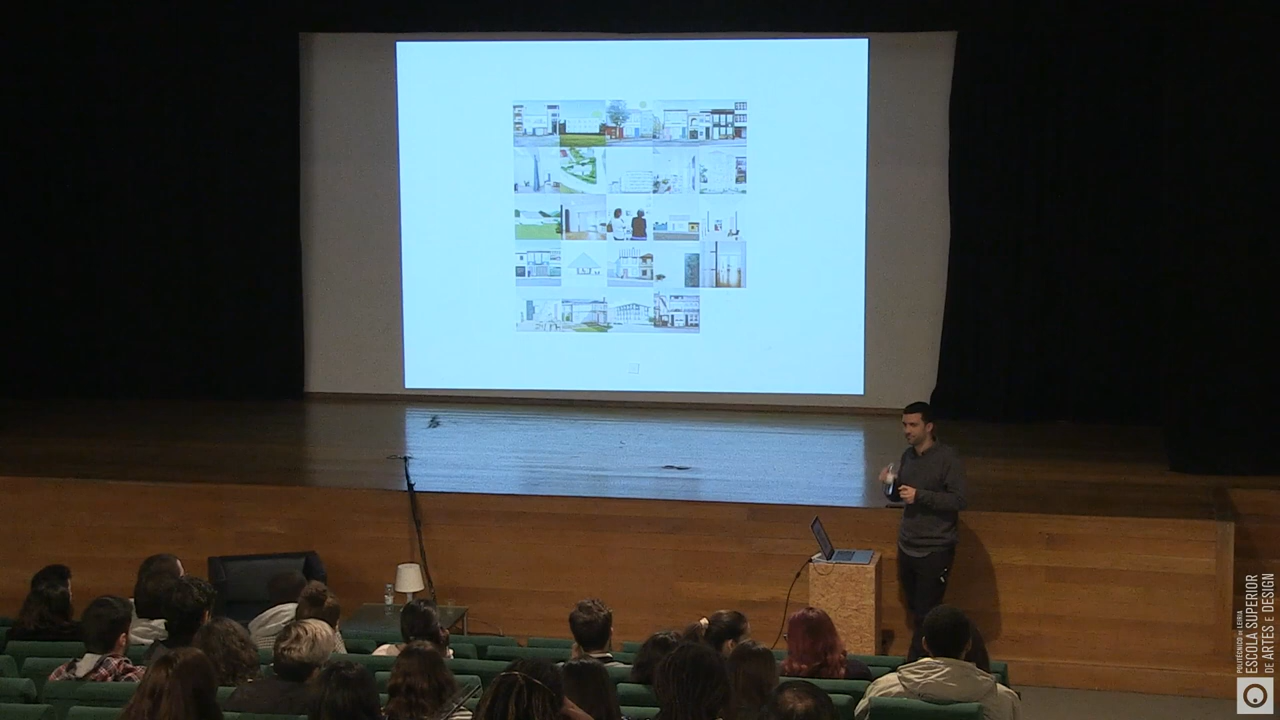 POLITÉCNICO DE LEIRIA
ESCOLA SUPERIOR
DE ARTES E DESIGN